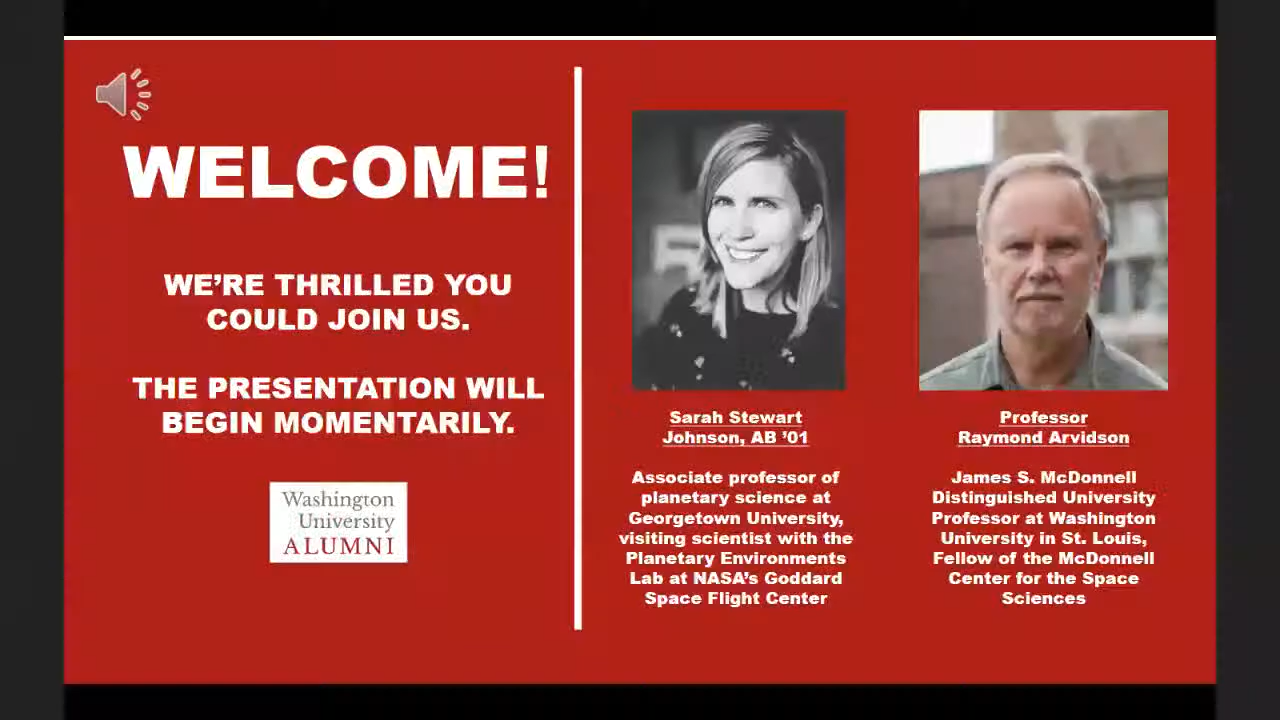 WELCOME!
WE’RE THRILLED YOU
COULD JOIN US.
THE PRESENTATION WILL
BEGIN MOMENTARILY.
Washington
University
ALUMNI
Sarah Stewart
Johnson, AB ’01
Associate professor of
planetary science at
Georgetown University,
visiting scientist with the
Planetary Environments
Lab at NASA’s Goddard
Space Flight Center
Professor
Raymond Arvidson
James S. McDonnell
Distinguished University
Professor at Washington
University in St. Louis,
Fellow of the McDonnell
Center for the Space
Sciences